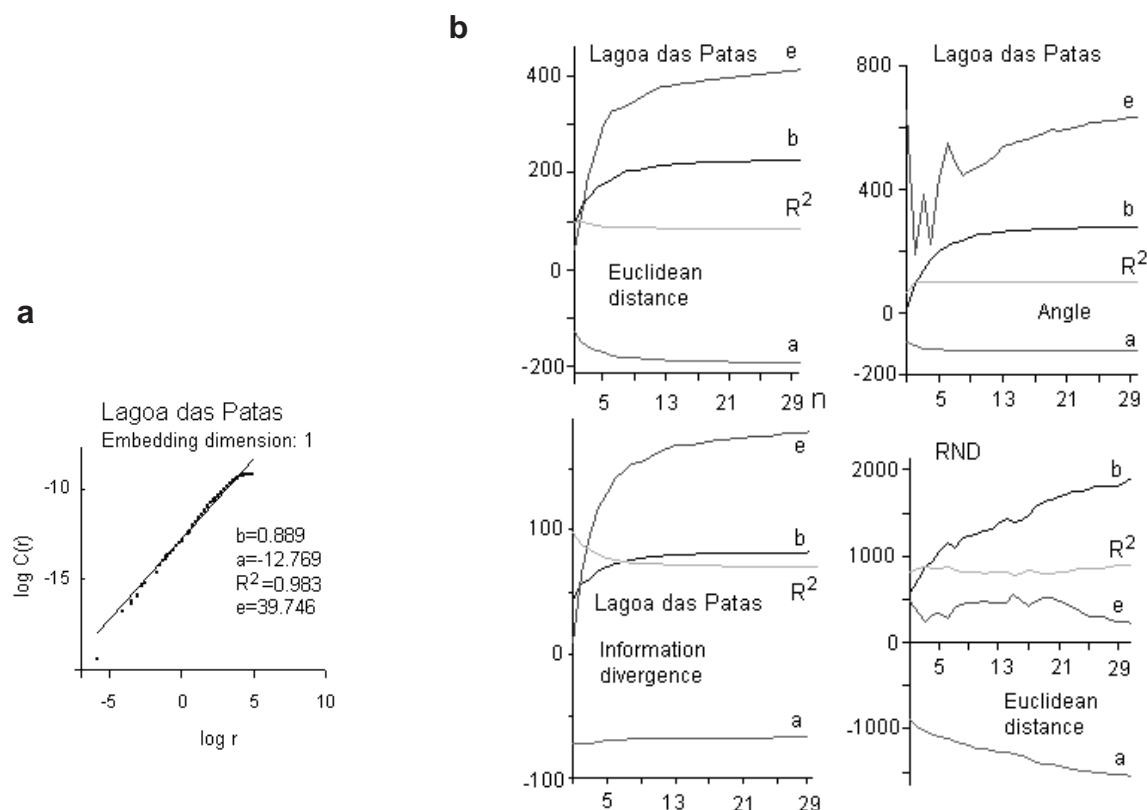 a
Lagoa das Patas
Embedding dimension: 1
log C(r)
-10
-15
b=0.889
a=-12.769
R²=0.983
e=39.746
-5
0
5
10
log r
b
Lagoa das Patas
400
200
0
-200
e
b
R²
Euclidean
distance
a
5
13
21
29
n
Lagoa das Patas
800
400
200
0
-200
e
b
R²
Angle
a
5
13
21
29
100
0
-100
e
b
R²
Lagoa das Patas
Information
divergence
a
5
13
21
29
RND
2000
1000
0
-1000
b
R²
e
5
13
21
29
Euclidean
distance
a